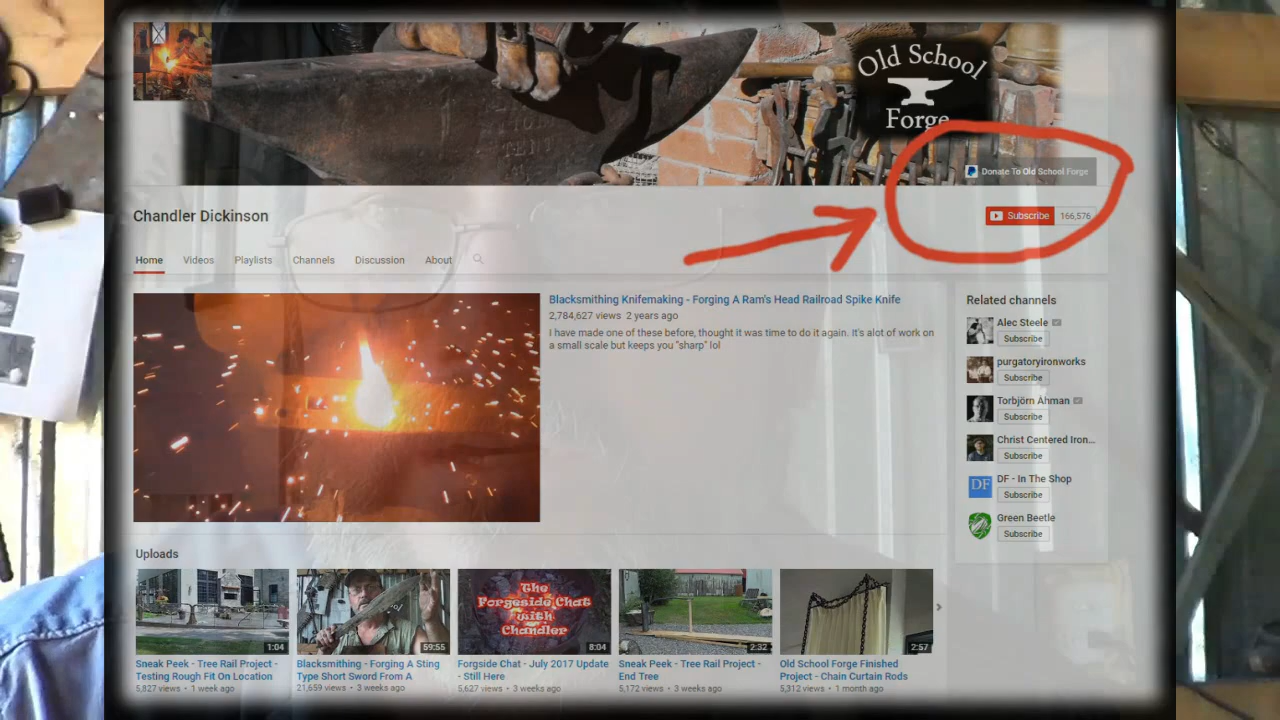 Old School
Forge
Donate To Old School Forge
Chandler Dickinson
Subscribe 166,576
Home Videos Playlists Channels Discussion About
Blacksmithing Knifemaking - Forging A Ram's Head Railroad Spike Knife
2,784,627 views 2 years ago
I have made one of these before, thought it was time to do it again. It's alot of work on
a small scale but keeps you "sharp" lol
Related channels
Alec Steele
Subscribe
purgatoryironworks
Subscribe
Torbjörn Åhman
Subscribe
Christ Centered Iron...
Subscribe
DF
DF - In The Shop
Subscribe
Green Beetle
Subscribe
Uploads
1:04
Sneak Peek - Tree Rail Project -
Testing Rough Fit On Location
5,827 views • 1 week ago
59:55
Blacksmithing - Forging A Sting
Type Short Sword From A
21,659 views • 3 weeks ago
The
Forgeside Chat
with
Chandler
8:04
Forgside Chat - July 2017 Update
- Still Here
5,627 views • 3 weeks ago
2:32
Sneak Peek - Tree Rail Project -
End Tree
5,172 views • 3 weeks ago
2:57
Old School Forge Finished
Project - Chain Curtain Rods
5,312 views • 1 month ago